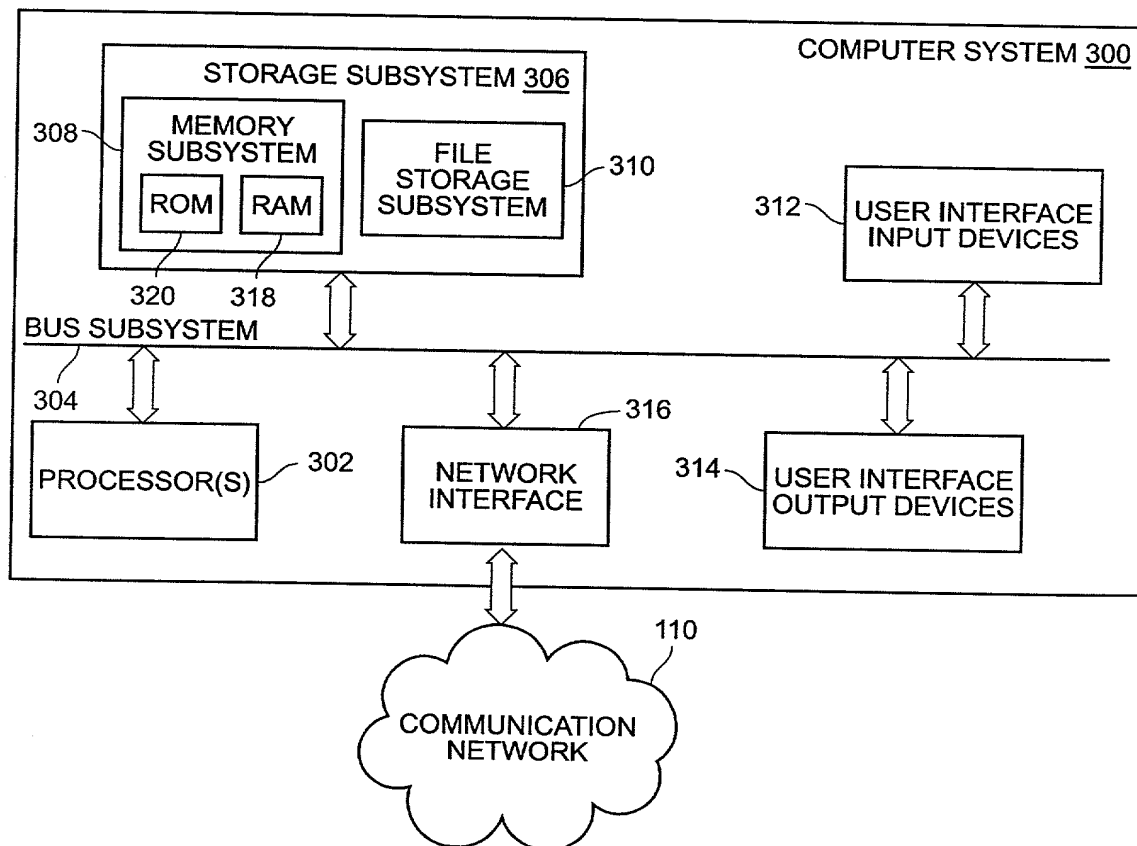 COMPUTER SYSTEM 300
STORAGE SUBSYSTEM 306
308
MEMORY
SUBSYSTEM
ROM
RAM
FILE
STORAGE
SUBSYSTEM
310
320
318
312
USER INTERFACE
INPUT DEVICES
BUS SUBSYSTEM
304
PROCESSOR(S)
302
316
NETWORK
INTERFACE
314
USER INTERFACE
OUTPUT DEVICES
110
COMMUNICATION
NETWORK